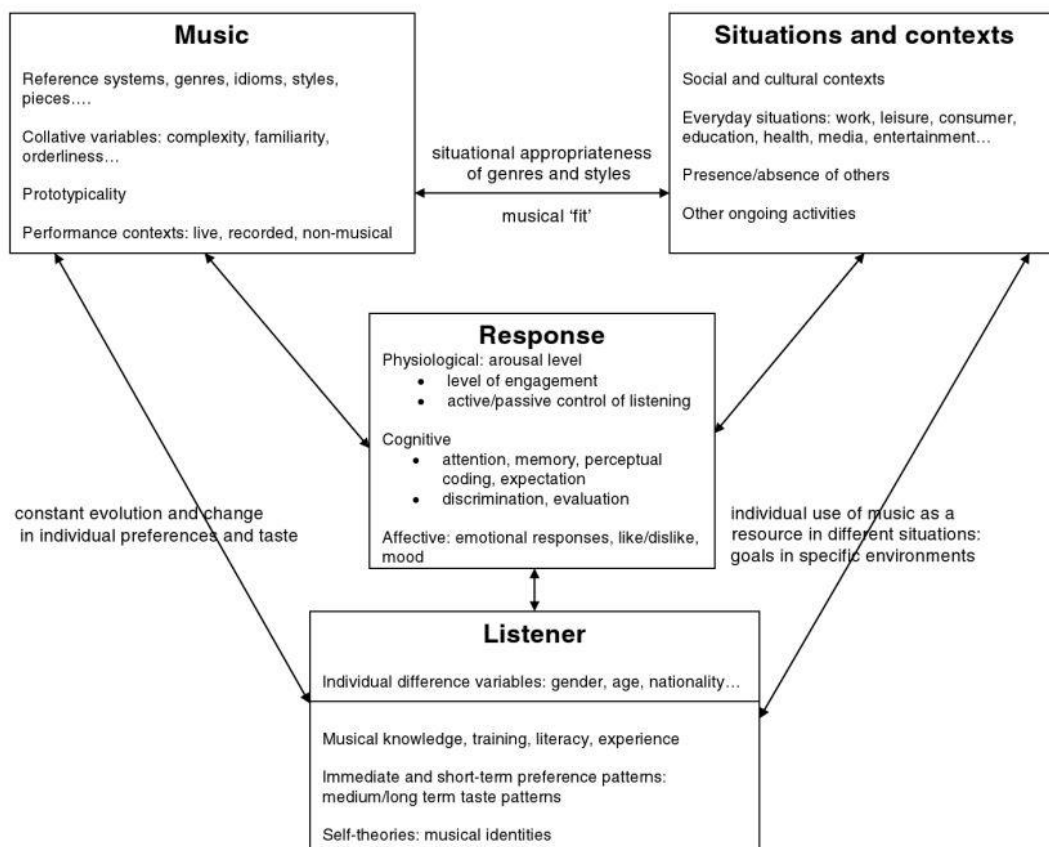 Music
Reference systems, genres, idioms, styles,
pieces….
Collative variables: complexity, familiarity,
orderliness…
Prototypicality
Performance contexts: live, recorded, non-musical
situational appropriateness
of genres and styles
musical ‘fit’
Situations and contexts
Social and cultural contexts
Everyday situations: work, leisure, consumer,
education, health, media, entertainment…
Presence/absence of others
Other ongoing activities
Response
Physiological: arousal level
• level of engagement
• active/passive control of listening
Cognitive
• attention, memory, perceptual
coding, expectation
• discrimination, evaluation
Affective: emotional responses, like/dislike,
mood
constant evolution and change
in individual preferences and taste
individual use of music as a
resource in different situations:
goals in specific environments
Listener
Individual difference variables: gender, age, nationality…
Musical knowledge, training, literacy, experience
Immediate and short-term preference patterns:
medium/long term taste patterns
Self-theories: musical identities